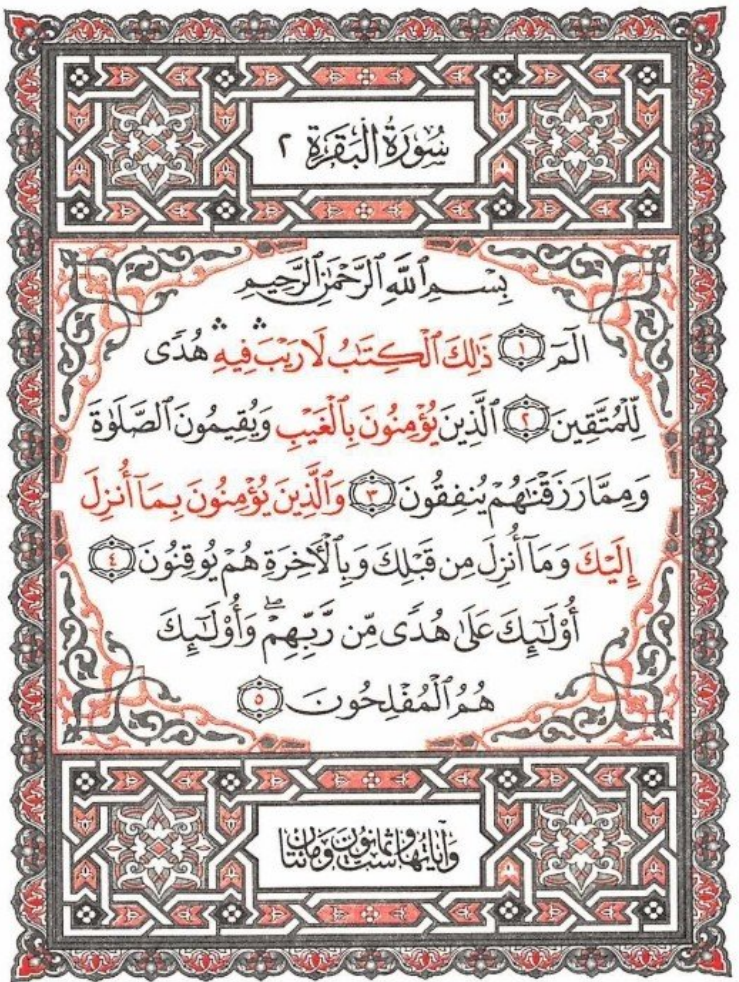 سُورَةُ الْبَقَرَةِ ٢
بِسْمِ ٱللَّهِ ٱلرَّحْمَٰنِ ٱلرَّحِيمِ
الٓمٓ ١ ذَٰلِكَ ٱلْكِتَٰبُ لَا رَيْبَ ۛ فِيهِ ۛ هُدًى
لِّلْمُتَّقِينَ ٢ ٱلَّذِينَ يُؤْمِنُونَ بِٱلْغَيْبِ وَيُقِيمُونَ ٱلصَّلَوٰةَ
وَمِمَّا رَزَقْنَٰهُمْ يُنفِقُونَ ٣ وَٱلَّذِينَ يُؤْمِنُونَ بِمَآ أُنزِلَ
إِلَيْكَ وَمَآ أُنزِلَ مِن قَبْلِكَ وَبِٱلْأَخِرَةِ هُمْ يُوقِنُونَ ٤
أُو۟لَٰٓئِكَ عَلَىٰ هُدًى مِّن رَّبِّهِمْ ۖ وَأُو۟لَٰٓئِكَ
هُمُ ٱلْمُفْلِحُونَ ٥
وَآيَاتُهَا سِتٌّ وَثَمَانُونَ وَمَائَتَانِ